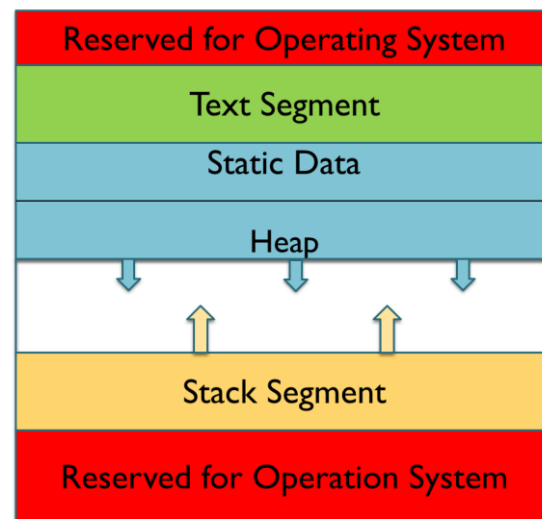 Reserved for Operating System
Text Segment
Static Data
Heap
Stack Segment
Reserved for Operation System